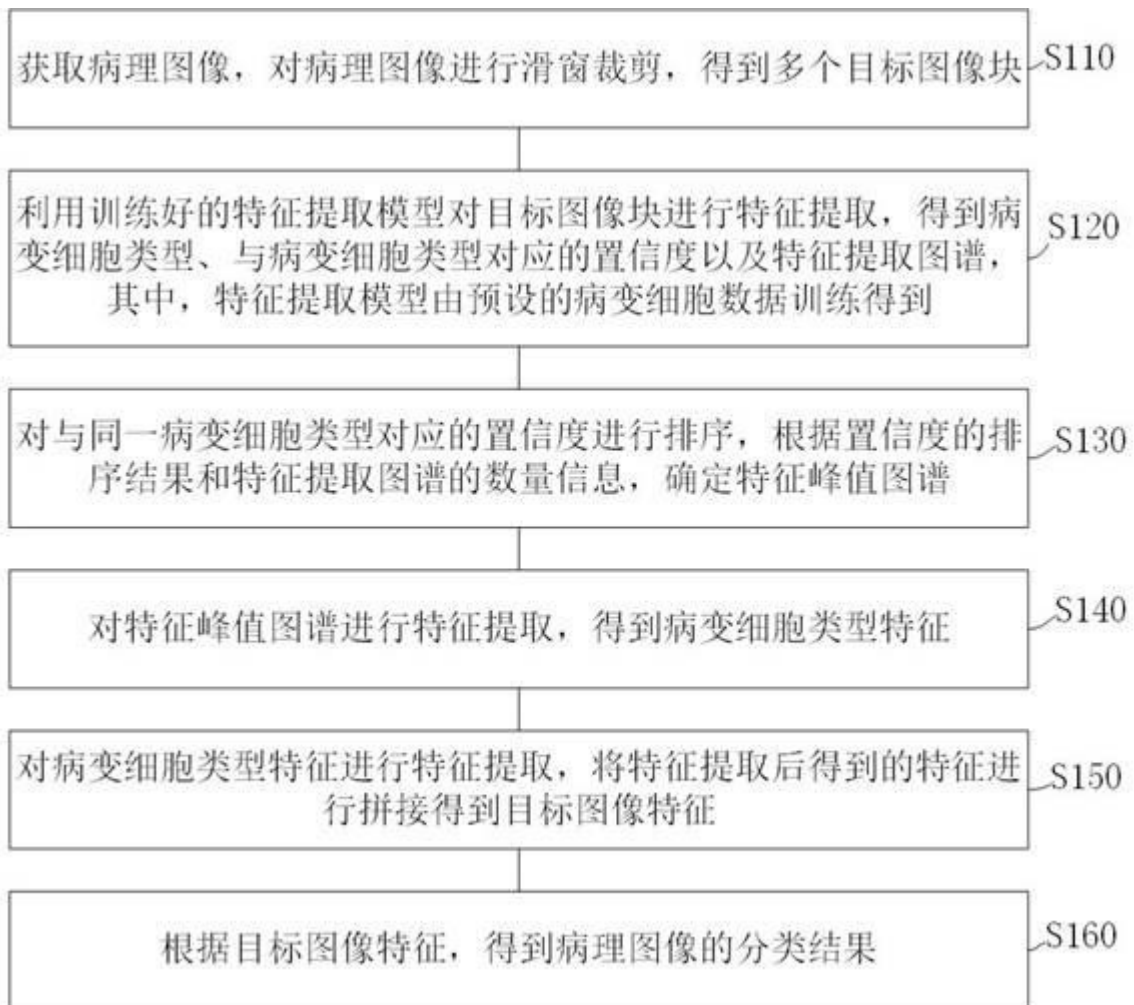 获取病理图像，对病理图像进行滑窗裁剪，得到多个目标图像块
S110
利用训练好的特征提取模型对目标图像块进行特征提取，得到病
变细胞类型、与病变细胞类型对应的置信度以及特征提取图谱，
其中，特征提取模型由预设的病变细胞数据训练得到
S120
对与同一病变细胞类型对应的置信度进行排序，根据置信度的排
序结果和特征提取图谱的数量信息，确定特征峰值图谱
S130
对特征峰值图谱进行特征提取，得到病变细胞类型特征
S140
对病变细胞类型特征进行特征提取，将特征提取后得到的特征进
行拼接得到目标图像特征
S150
根据目标图像特征，得到病理图像的分类结果
S160